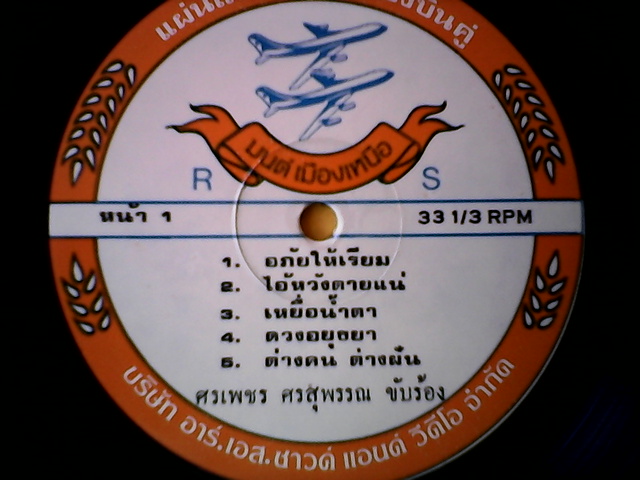 บินคู่
มนต์เมืองเหนือ
R S
หน้า 1
33 1/3 RPM
1. อภัยให้เรียม
2. ไอ้หวังตายแน่
3. เหยื่อน้ำตา
4. ดวงอยุธยา
5. ต่างคน ต่างฝัน
ศรเพชร ศรสุพรรณ ขับร้อง
บริษัท อาร์.เอส.ซาวด์ แอนด์ วีดีโอ จำกัด